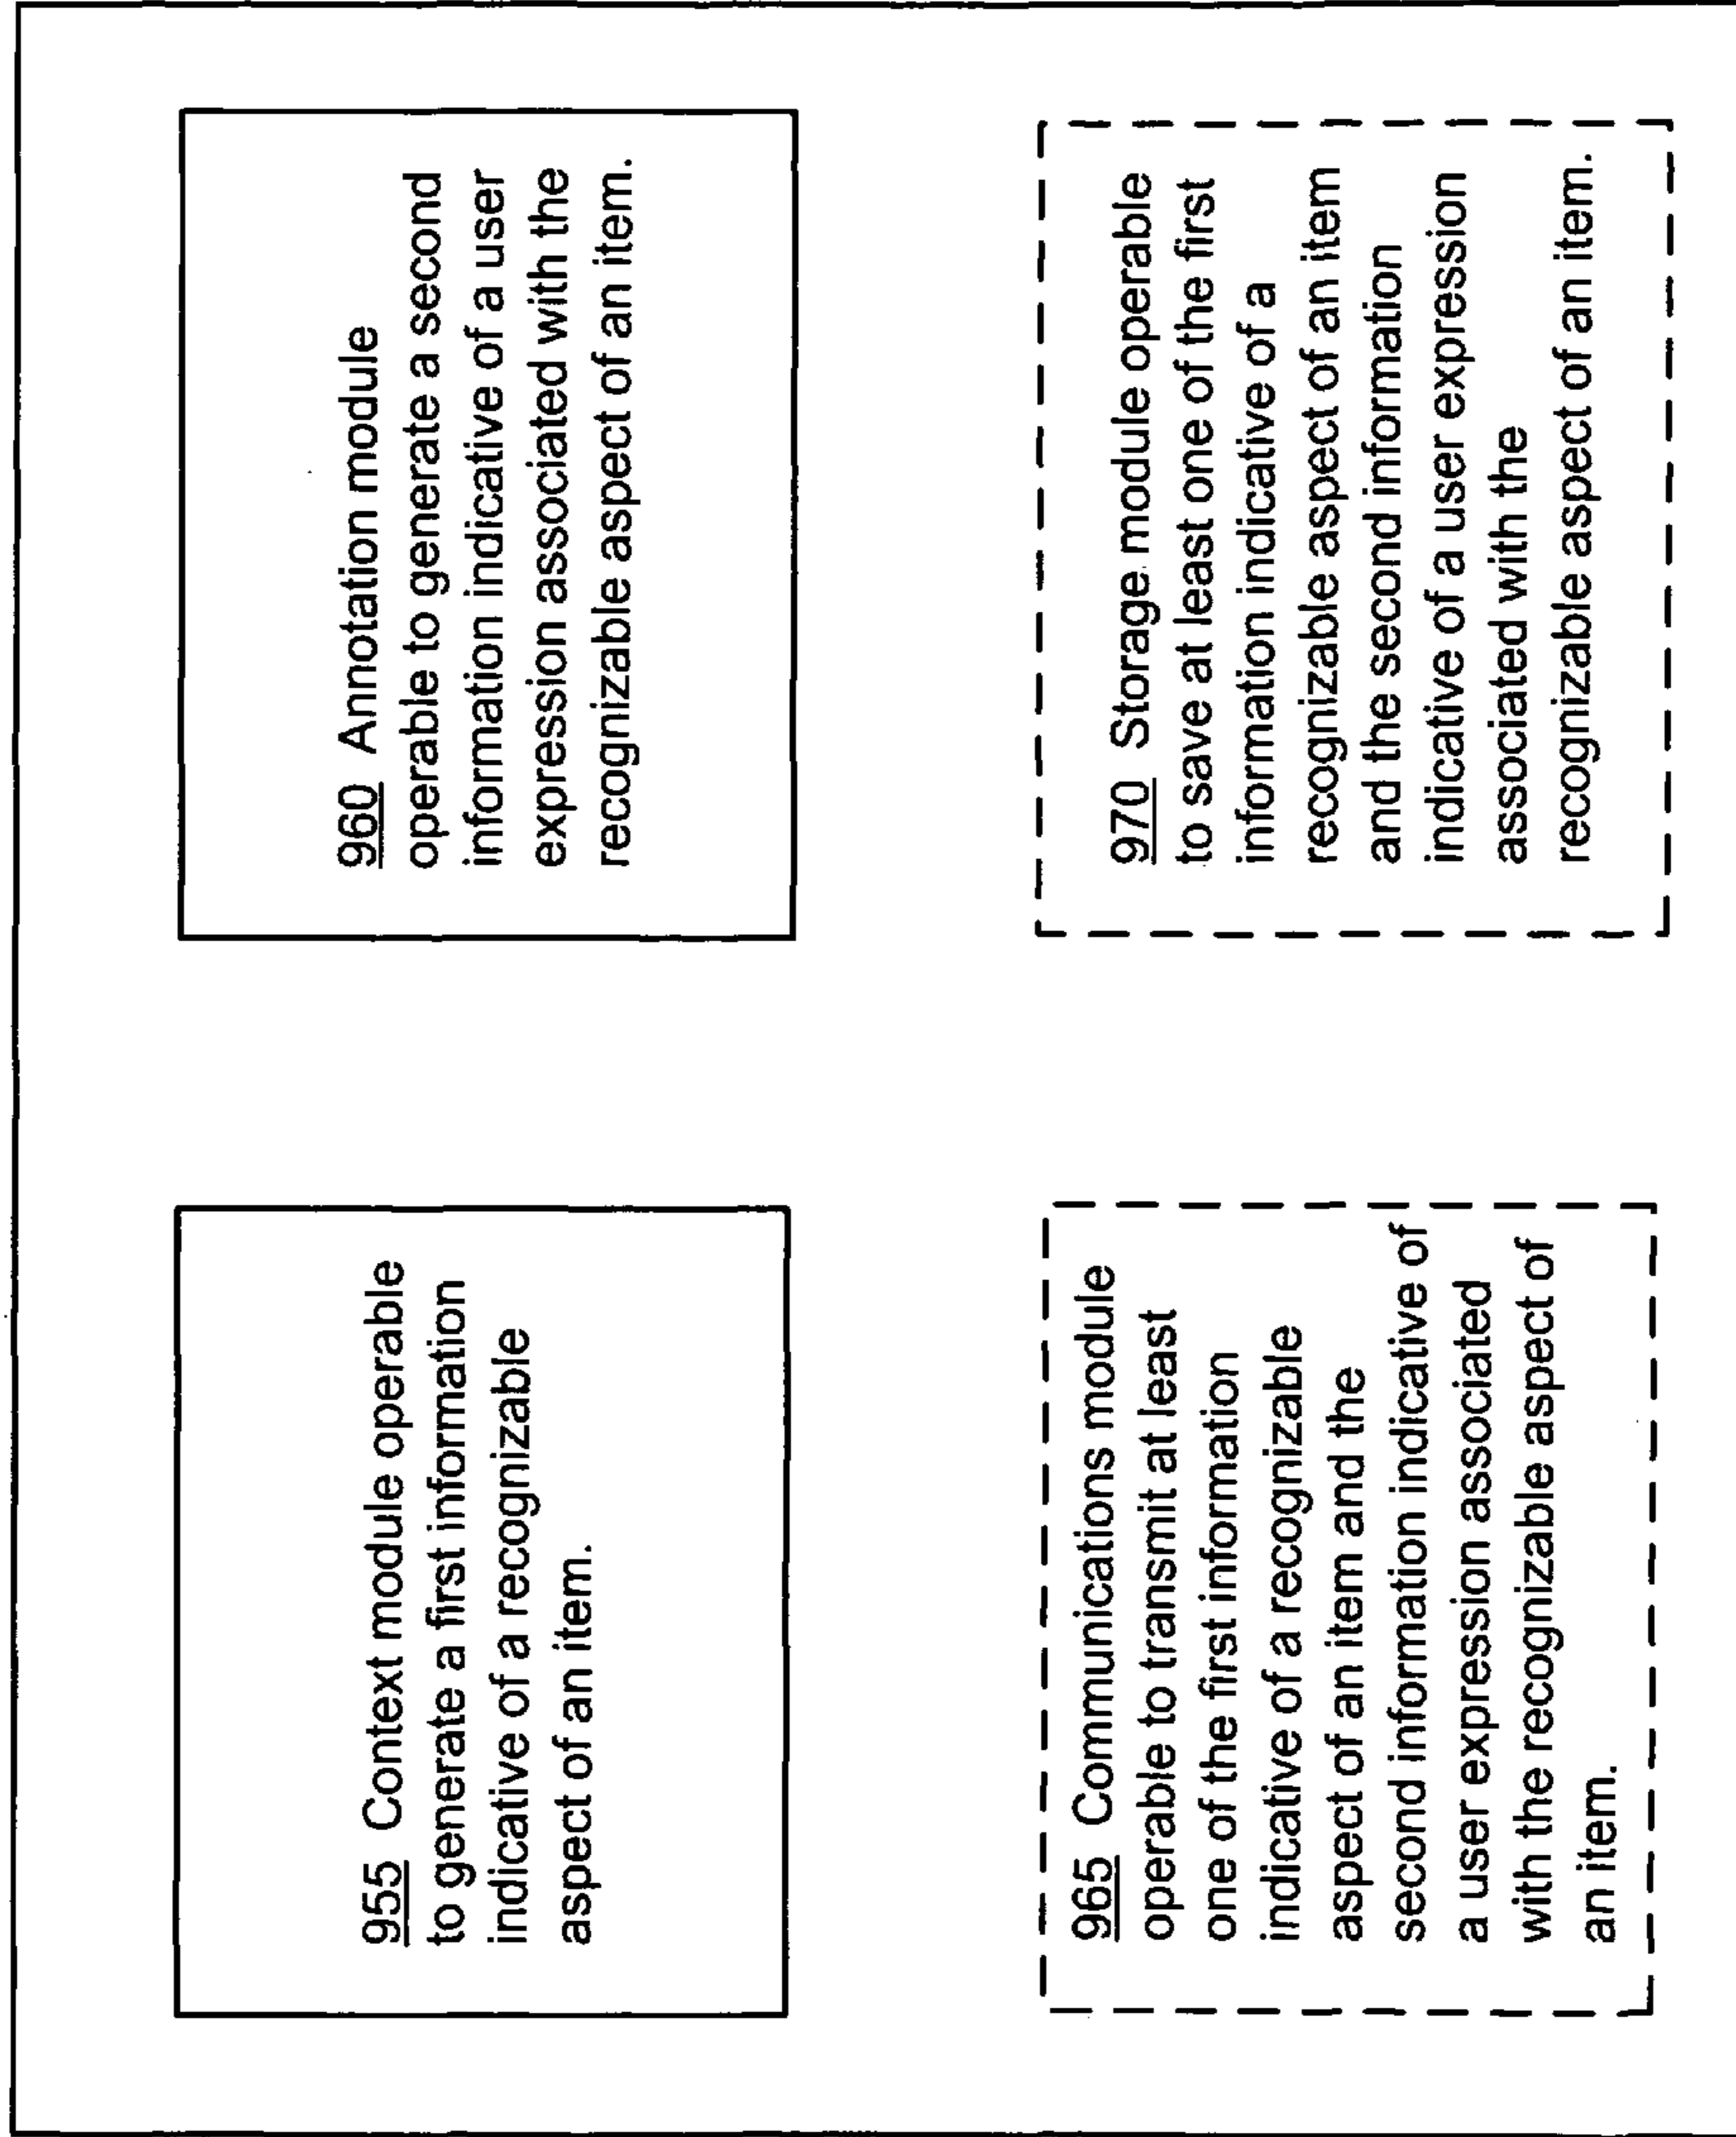 955 Context module operable
to generate a first information
indicative of a recognizable
aspect of an item.
960 Annotation module
operable to generate a second
information indicative of a user
expression associated with the
recognizable aspect of an item.
965 Communications module
operable to transmit at least
one of the first information
indicative of a recognizable
aspect of an item and the
second information indicative of
a user expression associated
with the recognizable aspect of
an item.
970 Storage module operable
to save at least one of the first
information indicative of a
recognizable aspect of an item
and the second information
indicative of a user expression
associated with the
recognizable aspect of an item.